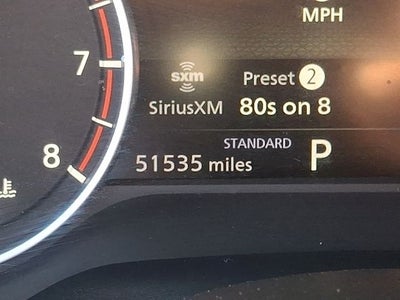 MPH
7
sxm Preset 2
SiriusXM 80s on 8
STANDARD
8 51535 miles P